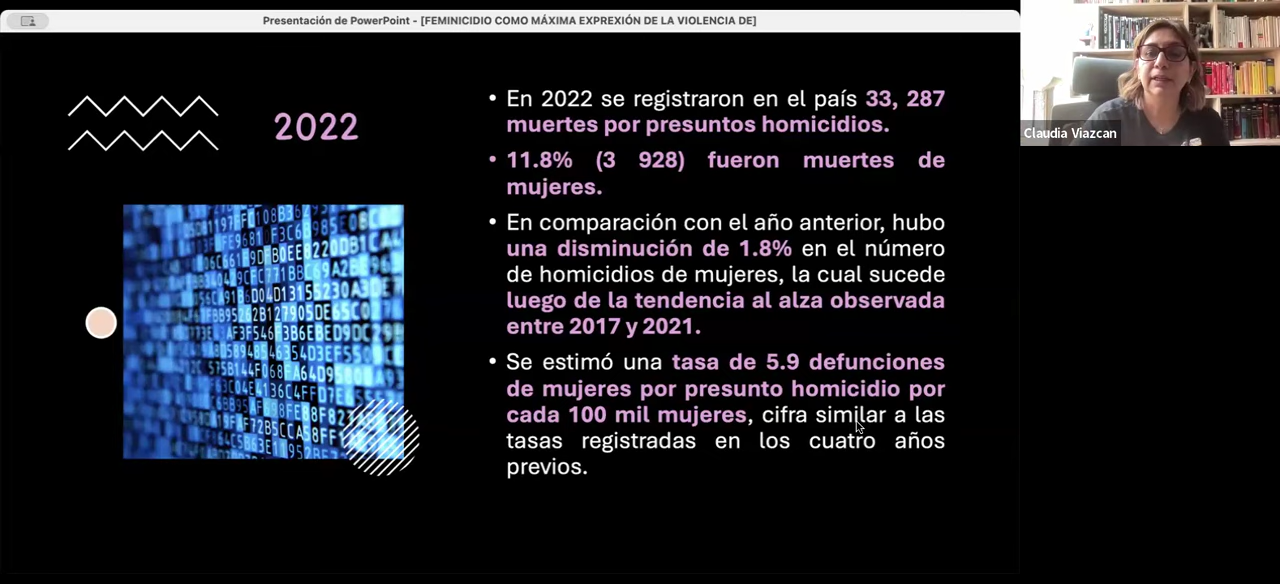 Presentación de PowerPoint - [FEMINICIDIO COMO MÁXIMA EXPREXIÓN DE LA VIOLENCIA DE]
2022
• En 2022 se registraron en el país 33, 287
muertes por presuntos homicidios.
• 11.8% (3 928) fueron muertes de
mujeres.
• En comparación con el año anterior, hubo
una disminución de 1.8% en el número
de homicidios de mujeres, la cual sucede
luego de la tendencia al alza observada
entre 2017 y 2021.
• Se estimó una tasa de 5.9 defunciones
de mujeres por presunto homicidio por
cada 100 mil mujeres, cifra similar a las
tasas registradas en los cuatro años
previos.
Claudia Viazcan